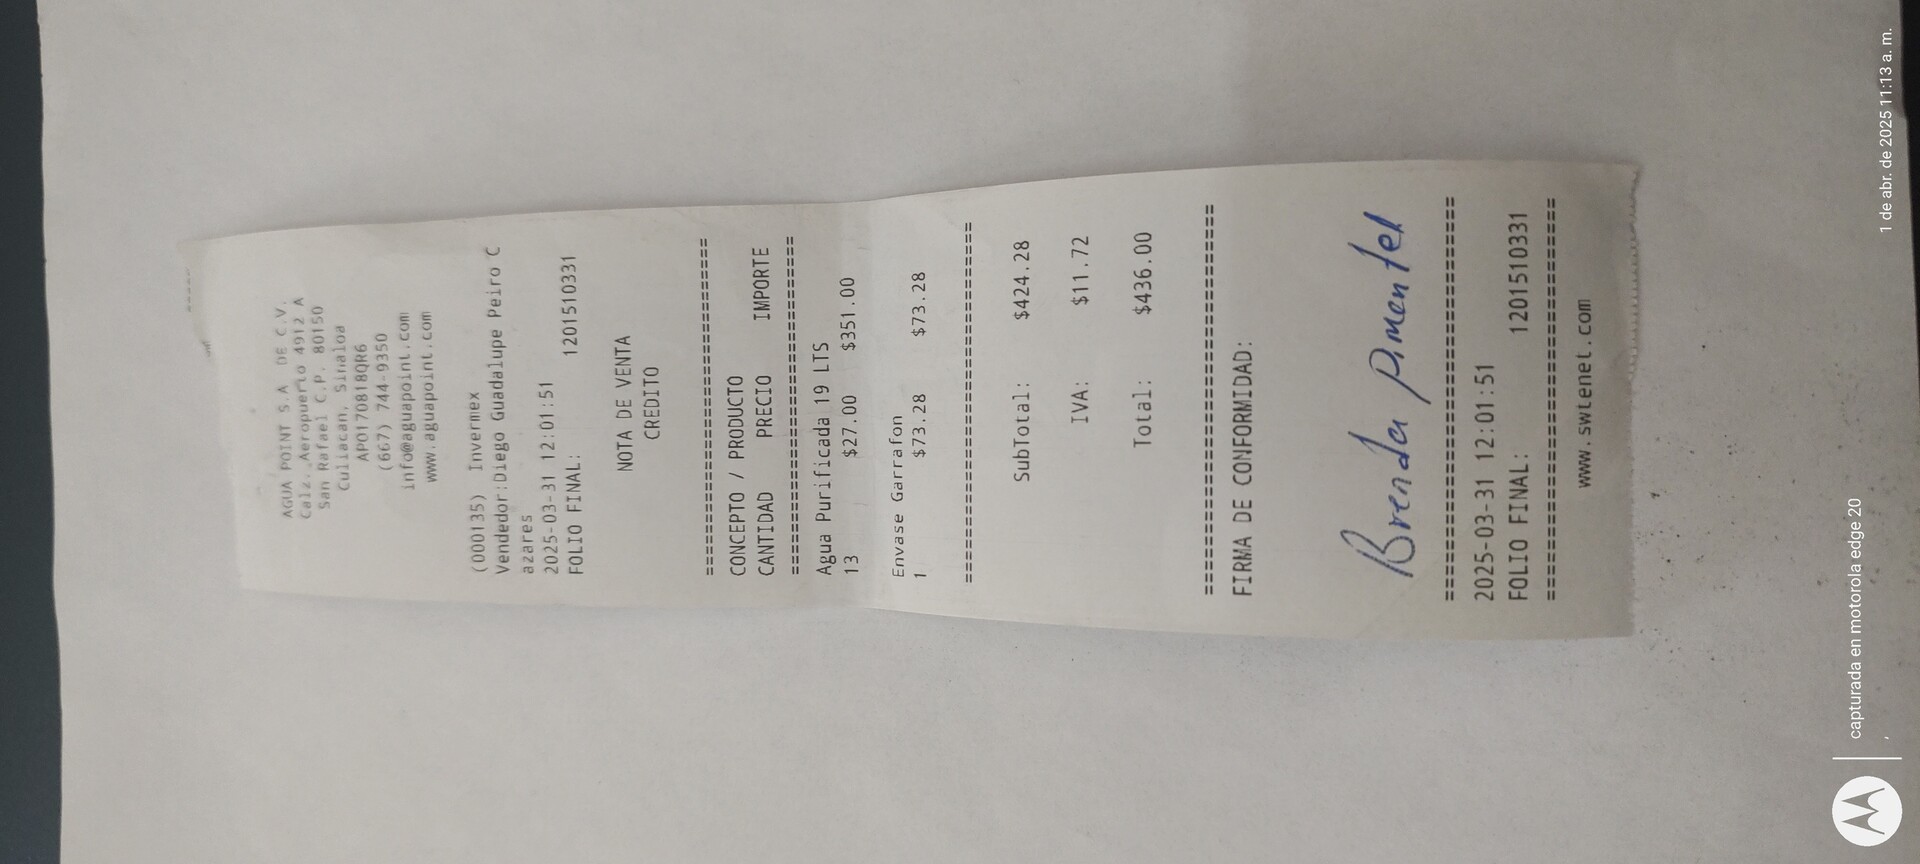 AGUA POINT S.A DE C.V.
Calz. Aeropuerto 4912 A
San Rafael C.P. 80150
Culiacan, Sinaloa
APO170818QR6
(667) 744-9350
info@aguapoint.com
www.aguapoint.com
(000135) Invermex
Vendedor:Diego Guadalupe Peiro C
azares
2025-03-31 12:01:51
FOLIO FINAL: 1201510331
NOTA DE VENTA
CREDITO
================================
CONCEPTO / PRODUCTO
CANTIDAD PRECIO IMPORTE
================================
Agua Purificada 19 LTS
13 $27.00 $351.00
Envase Garrafon
1 $73.28 $73.28
================================
SubTotal: $424.28
IVA: $11.72
Total: $436.00
================================
FIRMA DE CONFORMIDAD:
Brenda Pimentel
================================
2025-03-31 12:01:51
FOLIO FINAL: 1201510331
================================
www.swtenet.com
capturada en motorola edge 20
,
1 de abr. de 2025 11:13 a. m.